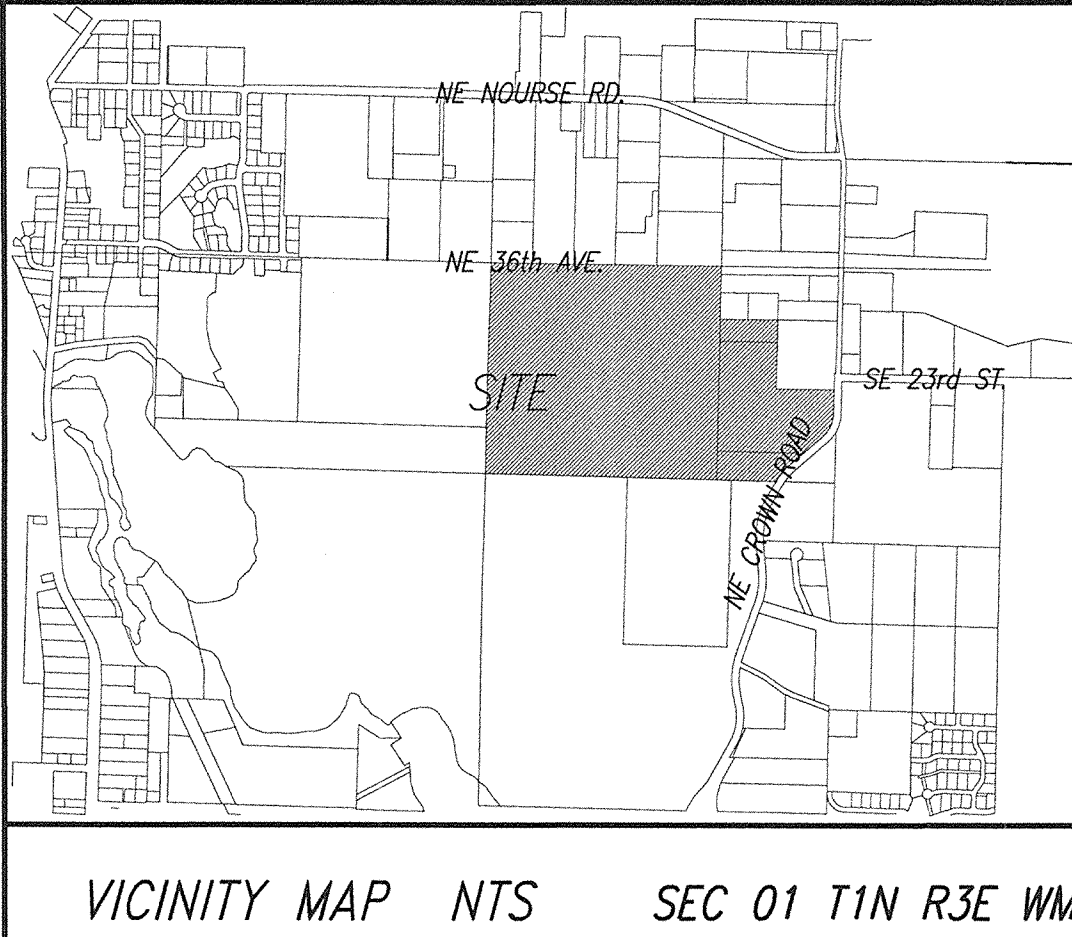 NE NOURSE RD.
NE 36th AVE.
SITE
SE 23rd ST.
NE CROWN ROAD
VICINITY MAP NTS SEC 01 T1N R3E WM